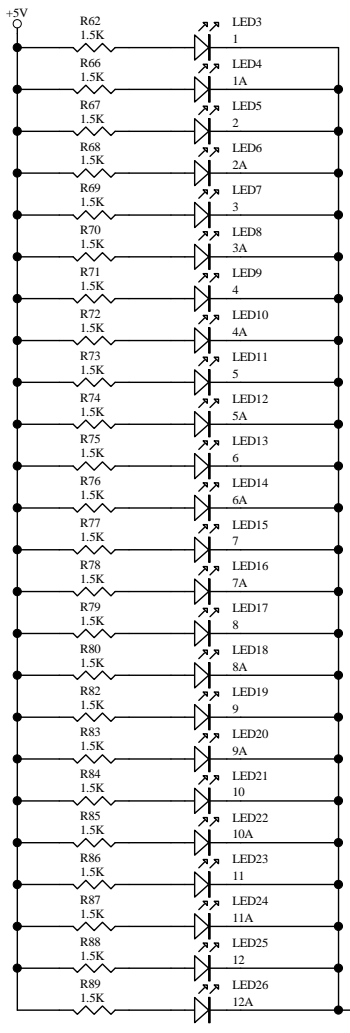 +5V
R62 LED3
1.5K 1
R66 LED4
1.5K 1A
R67 LED5
1.5K 2
R68 LED6
1.5K 2A
R69 LED7
1.5K 3
R70 LED8
1.5K 3A
R71 LED9
1.5K 4
R72 LED10
1.5K 4A
R73 LED11
1.5K 5
R74 LED12
1.5K 5A
R75 LED13
1.5K 6
R76 LED14
1.5K 6A
R77 LED15
1.5K 7
R78 LED16
1.5K 7A
R79 LED17
1.5K 8
R80 LED18
1.5K 8A
R82 LED19
1.5K 9
R83 LED20
1.5K 9A
R84 LED21
1.5K 10
R85 LED22
1.5K 10A
R86 LED23
1.5K 11
R87 LED24
1.5K 11A
R88 LED25
1.5K 12
R89 LED26
1.5K 12A